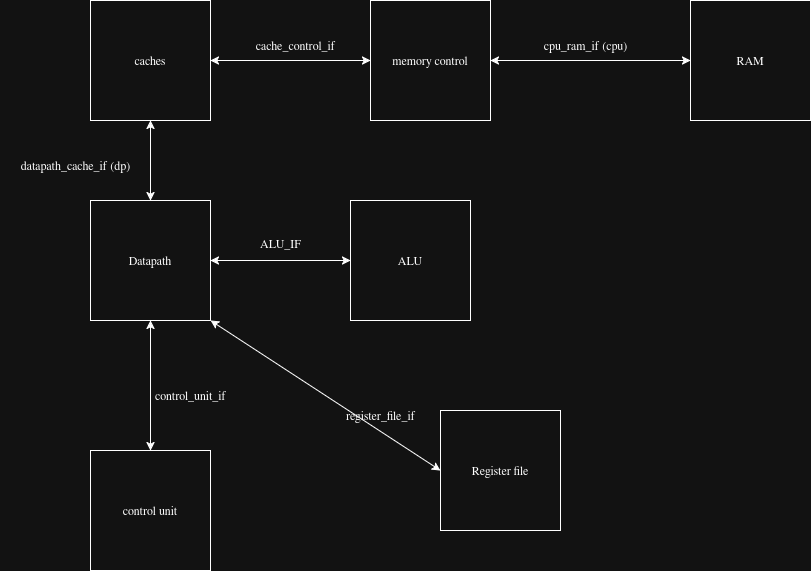 caches
cache_control_if
memory control
cpu_ram_if (cpu)
RAM
datapath_cache_if (dp)
Datapath
ALU_IF
ALU
control_unit_if
register_file_if
Register file
control unit